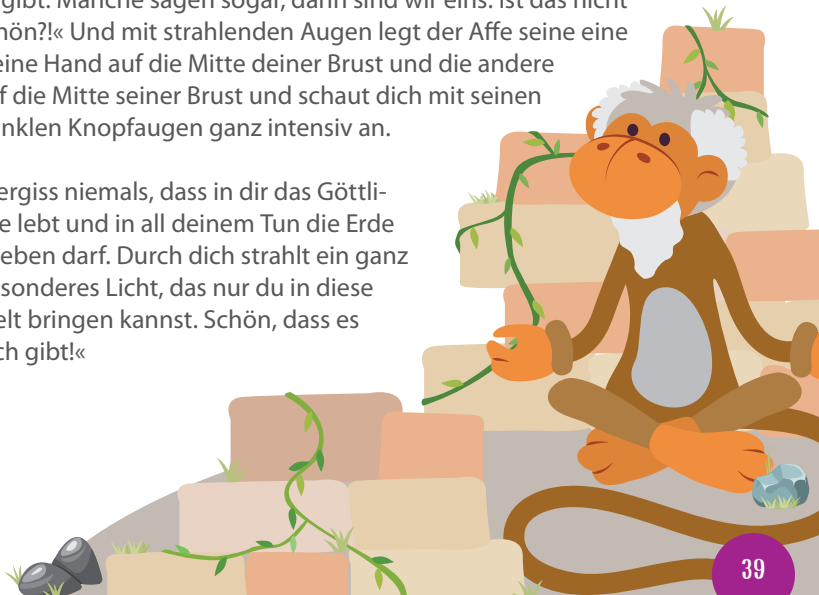 gibt. Manche sagen sogar, dann sind wir eins. Ist das nicht
hön?!« Und mit strahlenden Augen legt der Affe seine eine
eine Hand auf die Mitte deiner Brust und die andere
f die Mitte seiner Brust und schaut dich mit seinen
nklen Knopfaugen ganz intensiv an.
ergiss niemals, dass in dir das Göttli-
e lebt und in all deinem Tun die Erde
eben darf. Durch dich strahlt ein ganz
sonderes Licht, das nur du in diese
elt bringen kannst. Schön, dass es
ch gibt!«
39